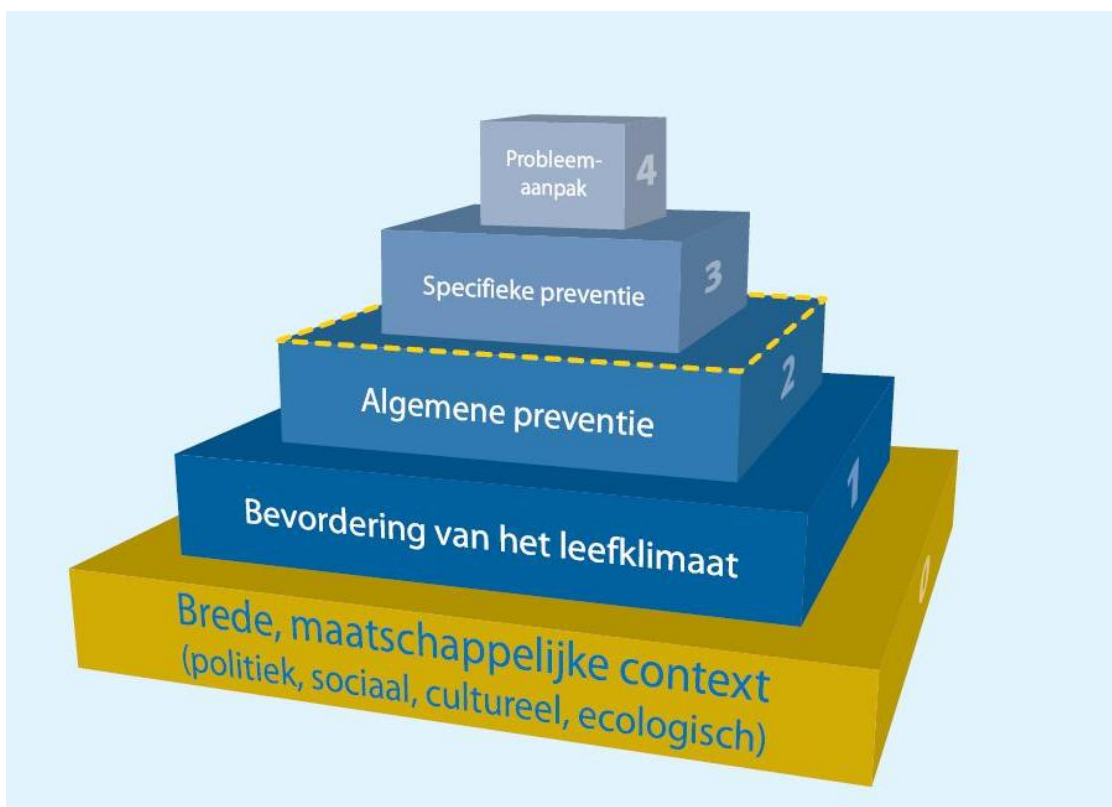 Probleem-
aanpak
4
Specifieke preventie
3
Algemene preventie
2
Bevordering van het leefklimaat
1
Brede, maatschappelijke context
(politiek, sociaal, cultureel, ecologisch)
0